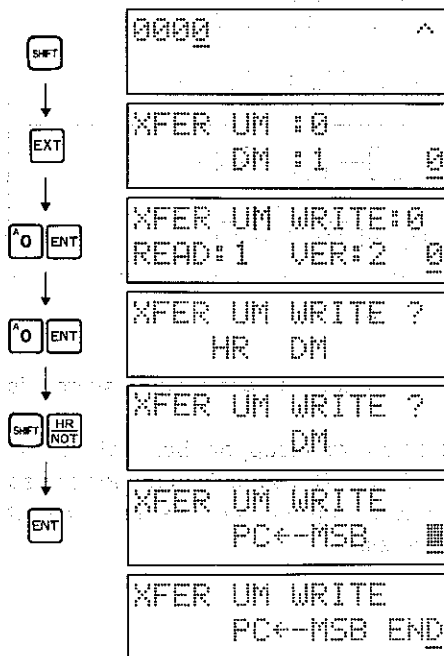 SHIFT
EXT
A0 ENT
A0 ENT
SHIFT HR NOT
ENT
0000 ^
XFER UM :0
DM :1 0
XFER UM WRITE:0
READ:1 VER:2 0
XFER UM WRITE ?
HR DM
XFER UM WRITE ?
DM
XFER UM WRITE
PC←-MSB
XFER UM WRITE
PC←-MSB END